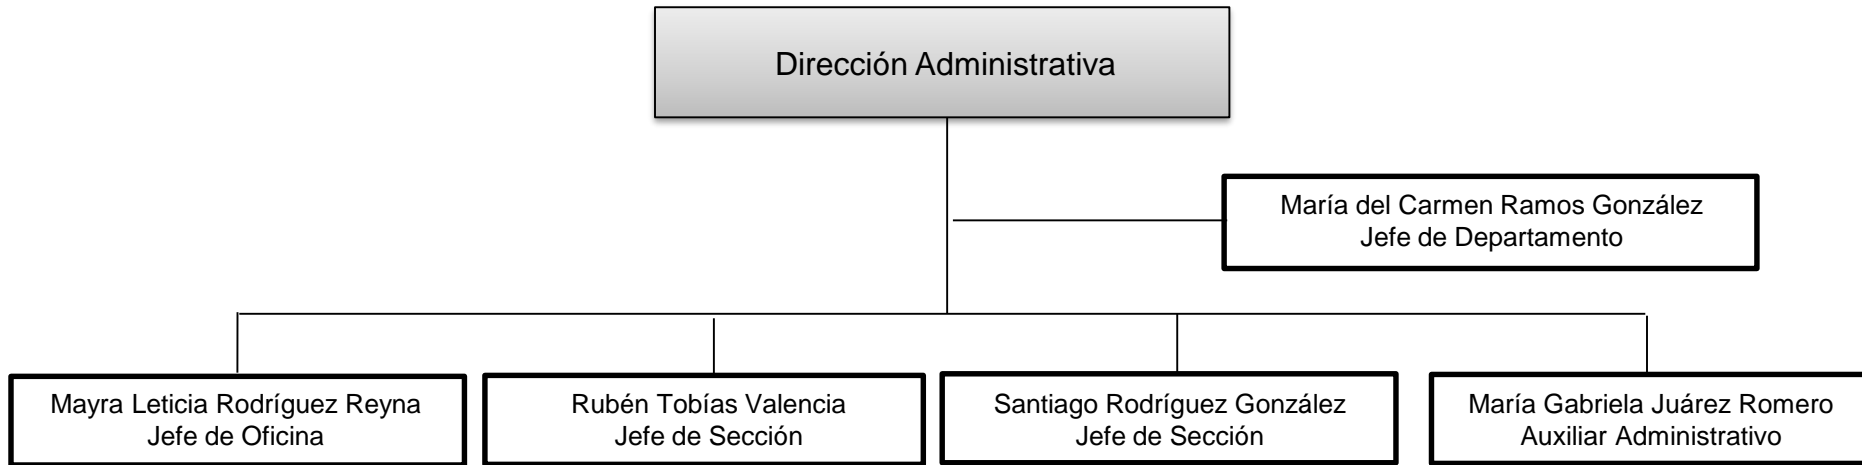 Dirección Administrativa
María del Carmen Ramos González
Jefe de Departamento
Mayra Leticia Rodríguez Reyna
Jefe de Oficina
Rubén Tobías Valencia
Jefe de Sección
Santiago Rodríguez González
Jefe de Sección
María Gabriela Juárez Romero
Auxiliar Administrativo